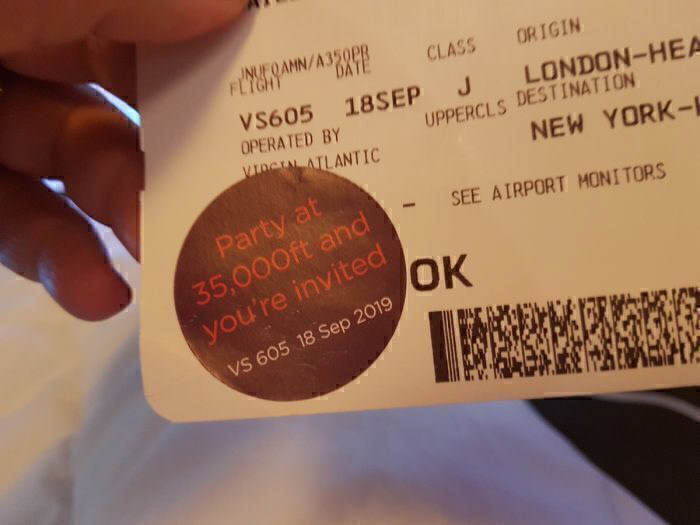 ORIGIN
CLASS
LONDON-HEA
FLIGHT DATE
VS605 18SEP J
UPPERCLS DESTINATION
NEW YORK-
OPERATED BY
VIRGIN ATLANTIC
- SEE AIRPORT MONITORS
Party at
35,000ft and
you're invited
VS 605 18 Sep 2019
OK